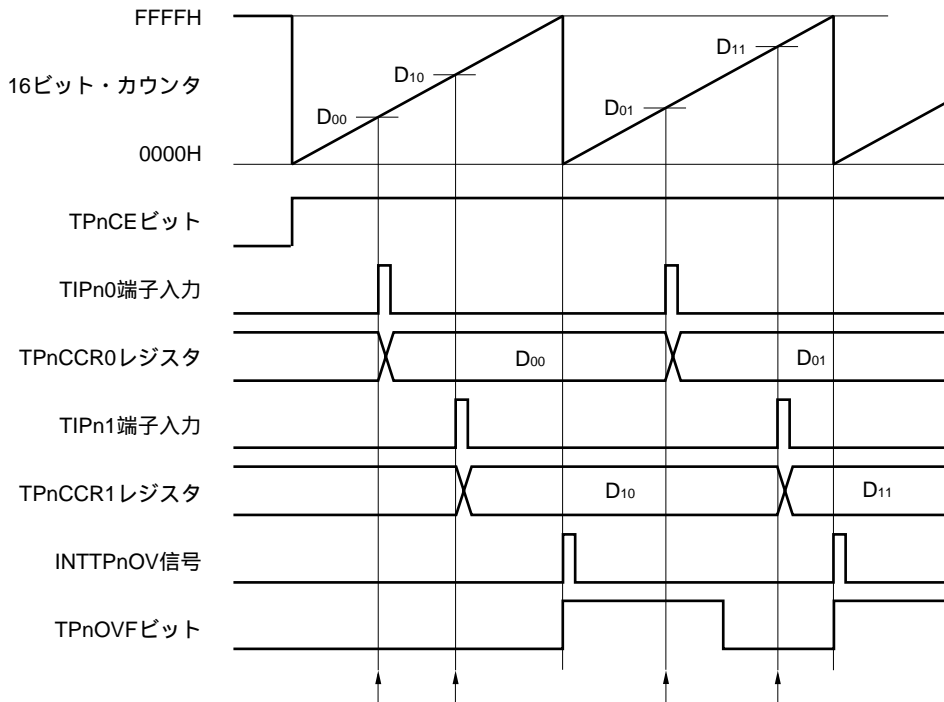 FFFFH
D11
D10
16ビット・カウンタ
D01
D00
0000H
TPnCEビット
TIPn0端子入力
TPnCCR0レジスタ
D00
D01
TIPn1端子入力
TPnCCR1レジスタ
D10
D11
INTTPnOV信号
TPnOVFビット